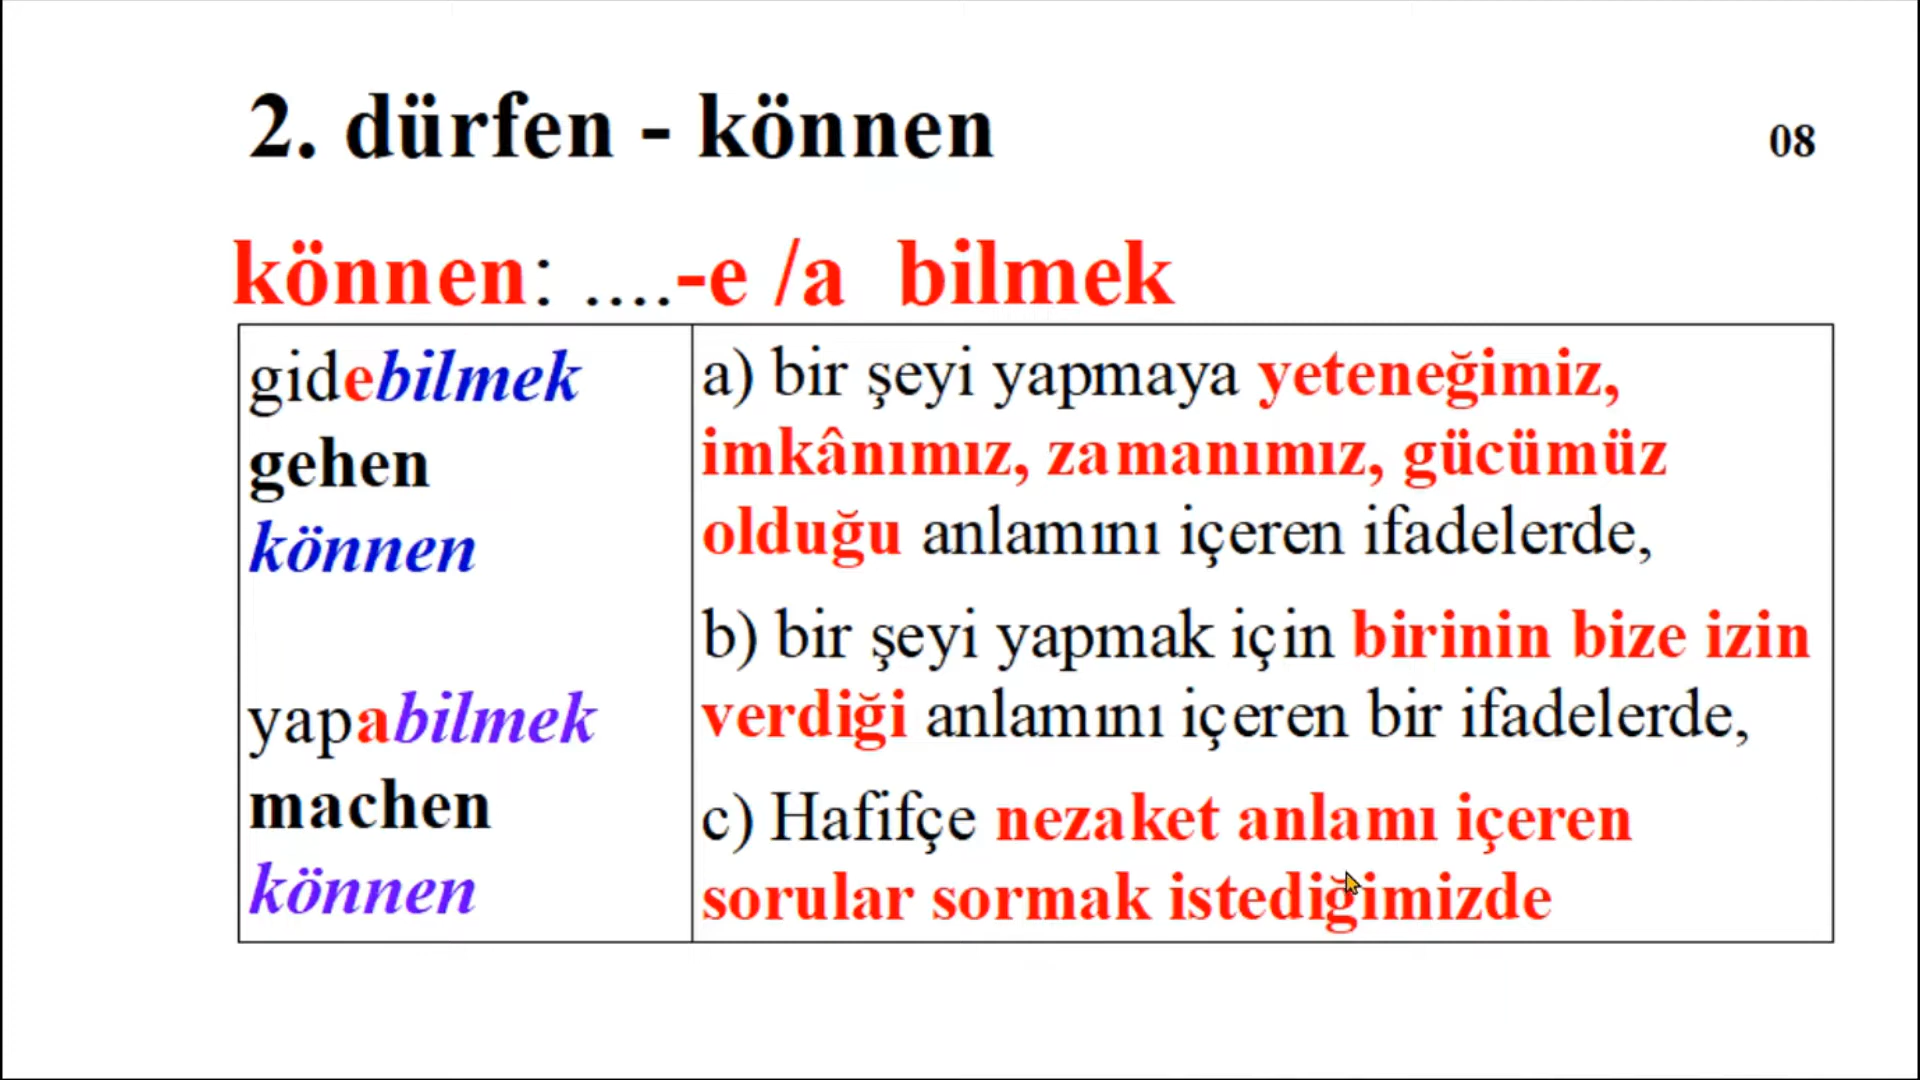 2. dürfen - können
08
können: ....-e /a bilmek
gidebilmek
gehen
können
yapabilmek
machen
können
a) bir şeyi yapmaya yeteneğimiz,
imkânımız, zamanımız, gücümüz
olduğu anlamını içeren ifadelerde,
b) bir şeyi yapmak için birinin bize izin
verdiği anlamını içeren bir ifadelerde,
c) Hafifçe nezaket anlamı içeren
sorular sormak istediğimizde